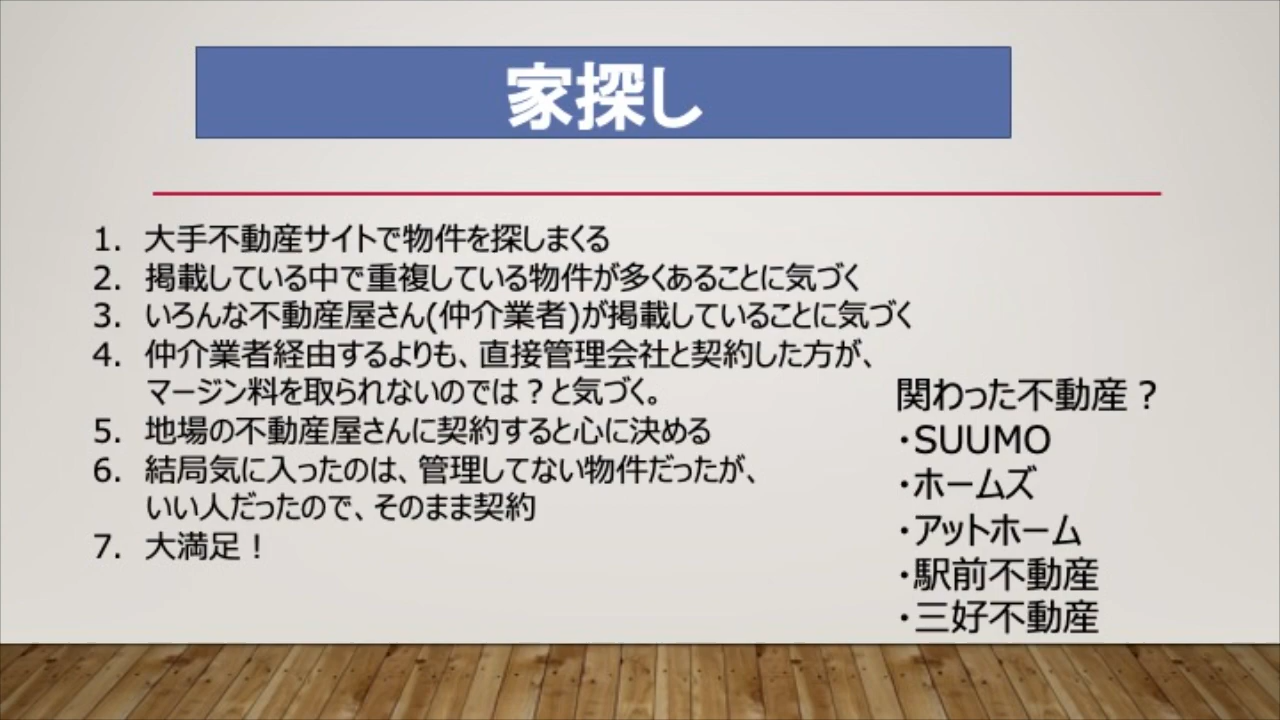 家探し
1. 大手不動産サイトで物件を探しまくる
2. 掲載している中で重複している物件が多くあることに気づく
3. いろんな不動産屋さん(仲介業者)が掲載していることに気づく
4. 仲介業者経由するよりも、直接管理会社と契約した方が、
マージン料を取られないのでは？と気づく。
5. 地場の不動産屋さんに契約すると心に決める
6. 結局気に入ったのは、管理してない物件だったが、
いい人だったので、そのまま契約
7. 大満足！
関わった不動産？
・SUUMO
・ホームズ
・アットホーム
・駅前不動産
・三好不動産